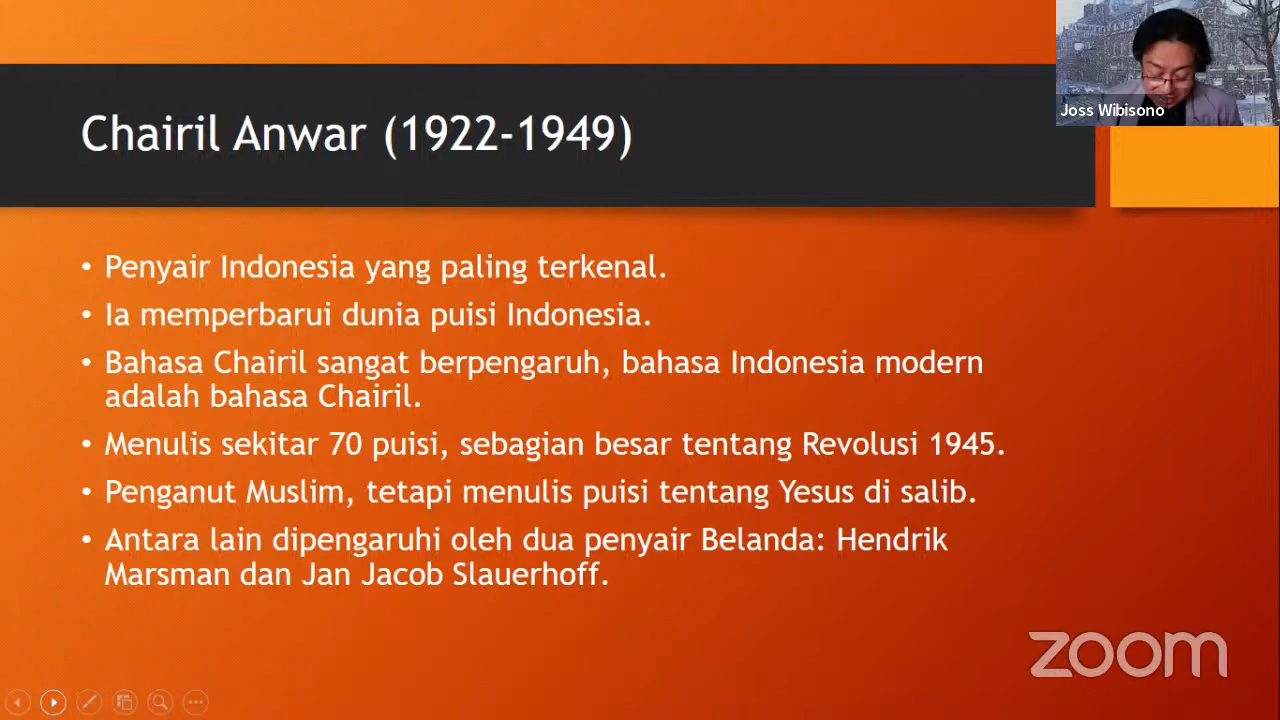 Joss Wibisono
Chairil Anwar (1922-1949)
• Penyair Indonesia yang paling terkenal.
• Ia memperbarui dunia puisi Indonesia.
• Bahasa Chairil sangat berpengaruh, bahasa Indonesia modern
adalah bahasa Chairil.
• Menulis sekitar 70 puisi, sebagian besar tentang Revolusi 1945.
• Penganut Muslim, tetapi menulis puisi tentang Yesus di salib.
• Antara lain dipengaruhi oleh dua penyair Belanda: Hendrik
Marsman dan Jan Jacob Slauerhoff.
zoom